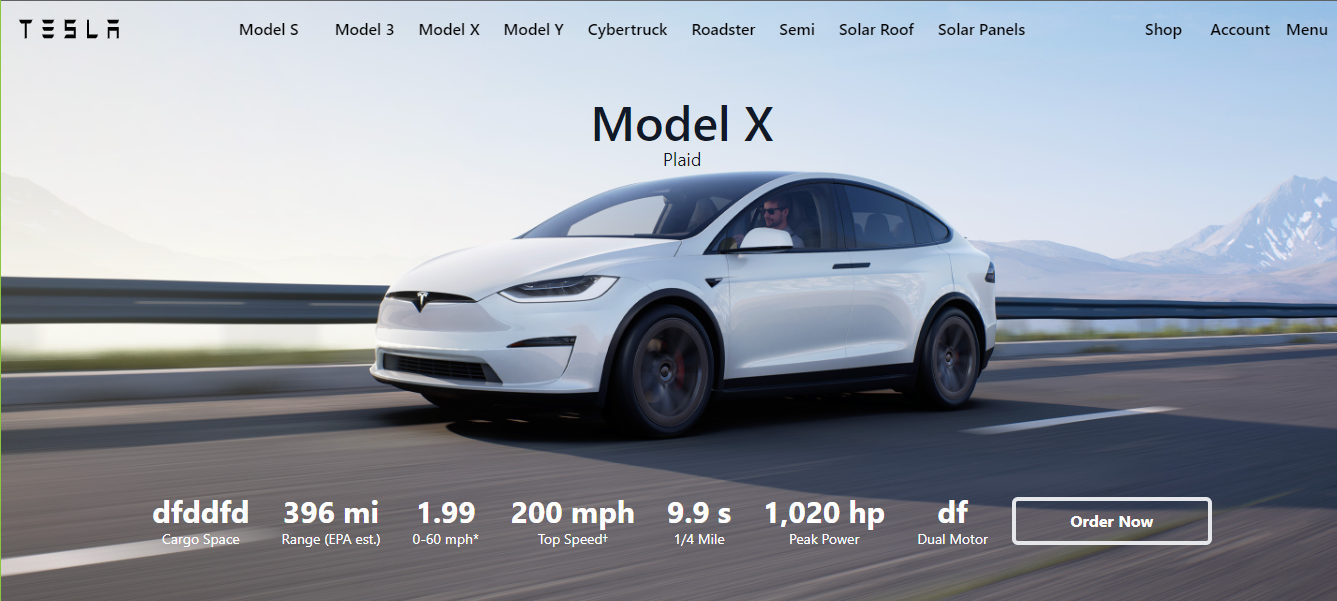 TESLA Model S Model 3 Model X Model Y Cybertruck Roadster Semi Solar Roof Solar Panels Shop Account Menu
Model X
Plaid
dfddfd 396 mi 1.99 200 mph 9.9 s 1,020 hp df Order Now
Cargo Space Range (EPA est.) 0-60 mph* Top Speed† 1/4 Mile Peak Power Dual Motor